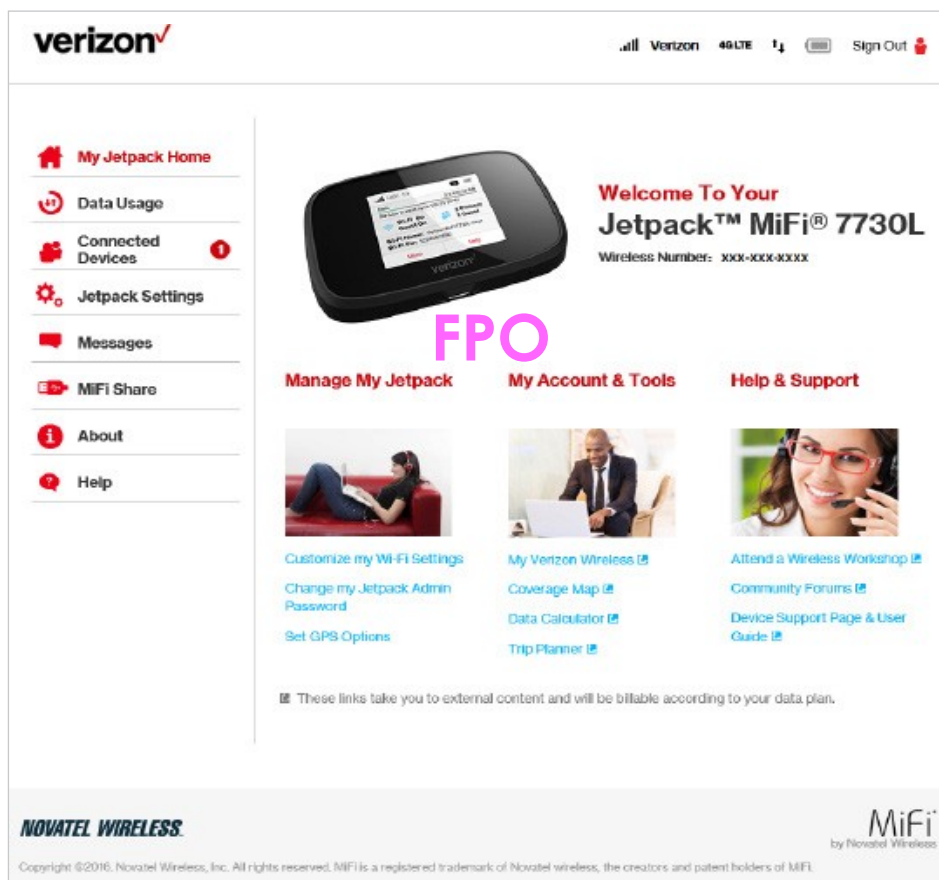 verizon
Verizon 4G LTE Sign Out
My Jetpack Home
Data Usage
Connected
Devices
1
Jetpack Settings
Messages
MiFi Share
About
Help
verizon
Welcome To Your
Jetpack™ MiFi® 7730L
Wireless Number: xxx-xxx-xxxx
FPO
Manage My Jetpack
Customize my Wi-Fi Settings
Change my Jetpack Admin
Password
Set GPS Options
My Account & Tools
My Verizon Wireless
Coverage Map
Data Calculator
Trip Planner
Help & Support
Attend a Wireless Workshop
Community Forums
Device Support Page & User
Guide
These links take you to external content and will be billable according to your data plan.
NOVATEL WIRELESS.
MiFi
by Novatel Wireless
Copyright ©2016. Novatel Wireless, Inc. All rights reserved. MiFi is a registered trademark of Novatel wireless, the creators and patent holders of MiFi.